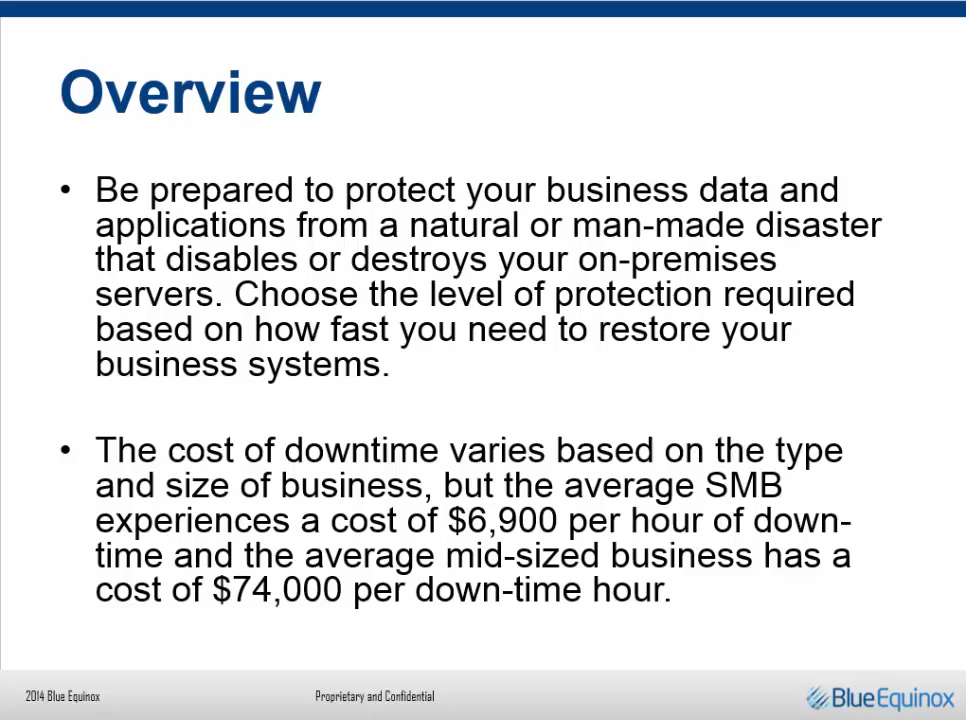 Overview
• Be prepared to protect your business data and
applications from a natural or man-made disaster
that disables or destroys your on-premises
servers. Choose the level of protection required
based on how fast you need to restore your
business systems.
• The cost of downtime varies based on the type
and size of business, but the average SMB
experiences a cost of $6,900 per hour of down-
time and the average mid-sized business has a
cost of $74,000 per down-time hour.
2014 Blue Equinox
Proprietary and Confidential
BlueEquinox